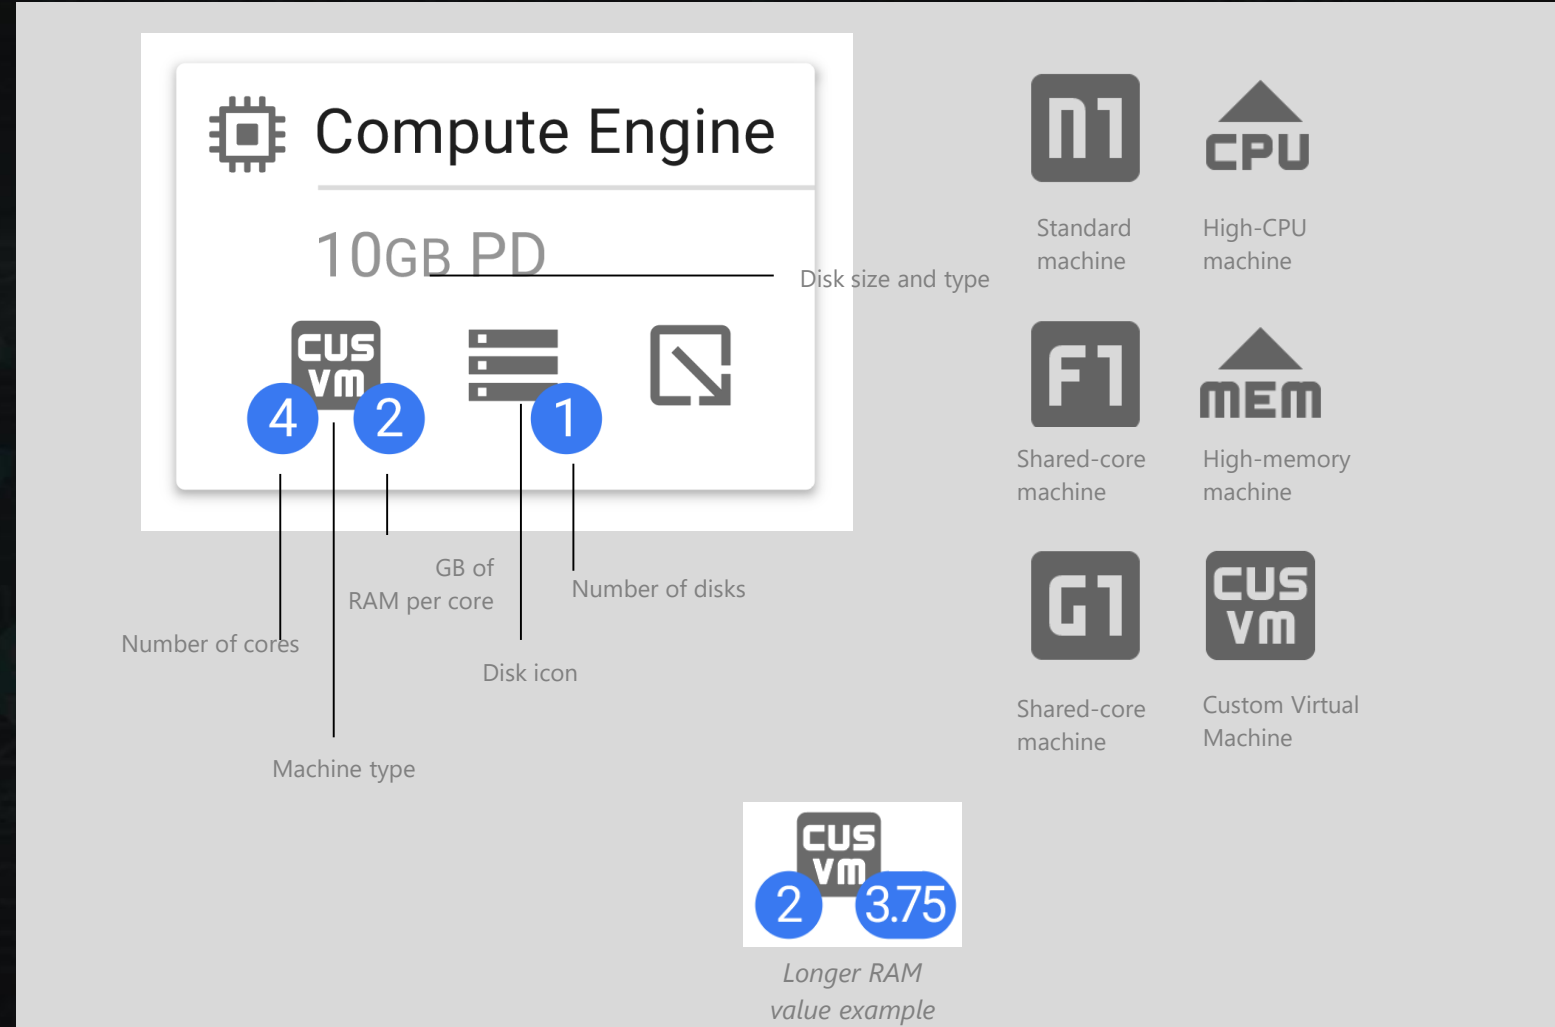 Compute Engine
10GB PD
Disk size and type
CUS
VM
4
2
1
Number of cores
Machine type
GB of
RAM per core
Disk icon
Number of disks
N1
Standard
machine
CPU
High-CPU
machine
F1
Shared-core
machine
MEM
High-memory
machine
G1
Shared-core
machine
CUS
VM
Custom Virtual
Machine
CUS
VM
2
3.75
Longer RAM
value example